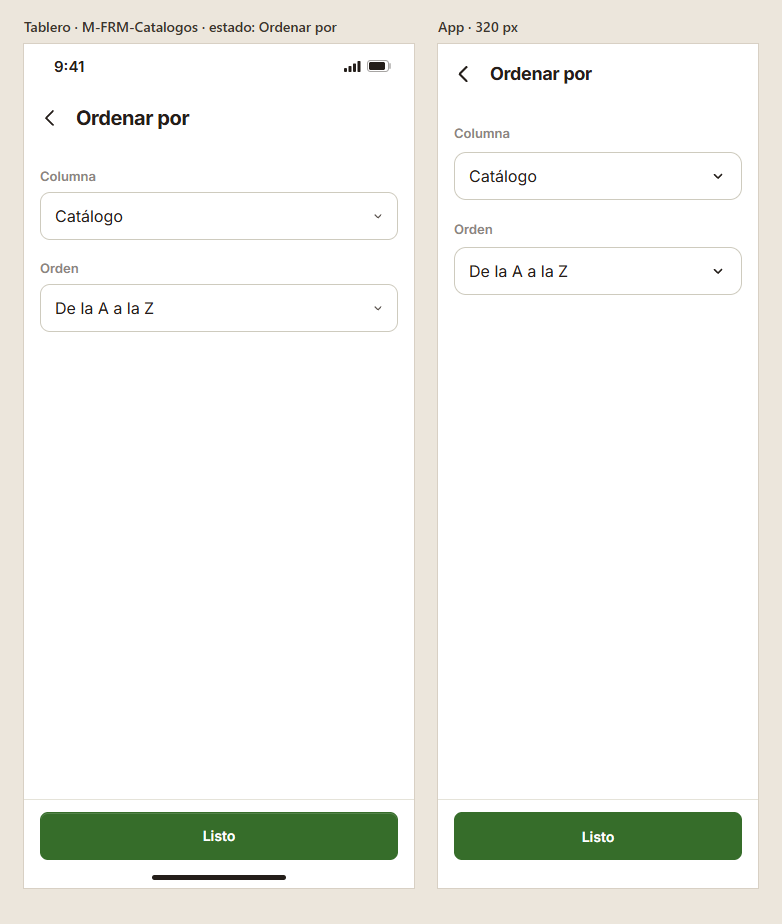 Tablero · M-FRM-Catalogos · estado: Ordenar por
9:41
Ordenar por
Columna
Catálogo
Orden
De la A a la Z
Listo
App · 320 px
Ordenar por
Columna
Catálogo
Orden
De la A a la Z
Listo